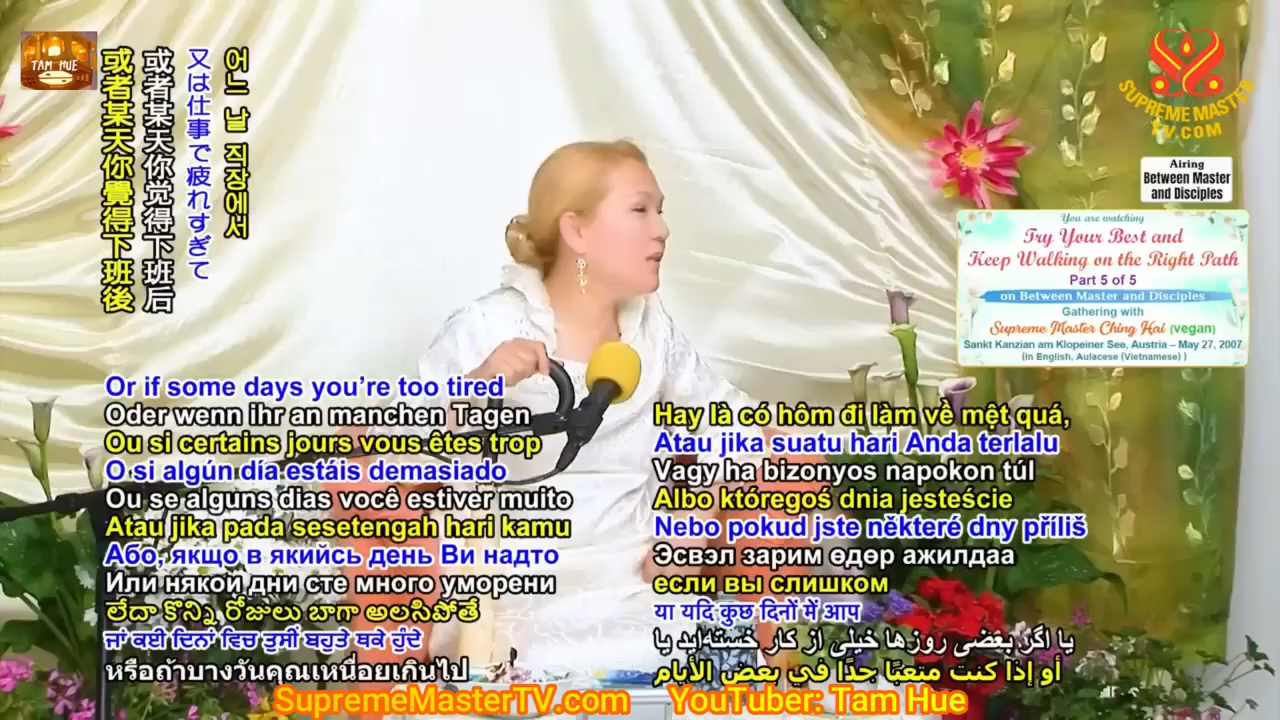 TAM HUE
어느 날 직장에서
又は仕事で疲れすぎて
或者某天你觉得下班后
或者某天你覺得下班後
SUPREME MASTER
TV.COM
Airing
Between Master
and Disciples
You are watching
Try Your Best and
Keep Walking on the Right Path
Part 5 of 5
on Between Master and Disciples
Gathering with
Supreme Master Ching Hai (vegan)
Sankt Kanzian am Klopeiner See, Austria – May 27, 2007
(In English, Aulacese (Vietnamese) )
Or if some days you’re too tired
Oder wenn ihr an manchen Tagen
Ou si certains jours vous êtes trop
O si algún día estáis demasiado
Ou se alguns dias você estiver muito
Atau jika pada sesetengah hari kamu
Або, якщо в якийсь день Ви надто
Или някой дни сте много уморени
లేదా కొన్ని రోజులు బాగా అలసిపోతే
ਜਾਂ ਕਈ ਦਿਨਾਂ ਵਿਚ ਤੁਸੀਂ ਬਹੁਤੇ ਥਕੇ ਹੁੰਦੇ
หรือถ้าบางวันคุณเหนื่อยเกินไป
Hay là có hôm đi làm về mệt quá,
Atau jika suatu hari Anda terlalu
Vagy ha bizonyos napokon túl
Albo któregoś dnia jesteście
Nebo pokud jste některé dny příliš
Эсвэл зарим өдөр ажилдаа
если вы слишком
या यदि कुछ दिनों में आप
یا اگر بعضی روزها خیلی از کار خسته‌اید یا
أو إذا كنت متعبًا جدًا في بعض الأيام
SupremeMasterTV.com YouTuber: Tam Hue